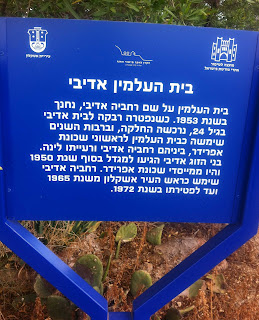 בית העלמין אדיבי
בית העלמין על שם רחביה אדיבי, נחנך
בשנת 1953. כשנפטרה רבקה לבית אדיבי
בגיל 24, נרכשה החלקה, וברבות השנים
שימשה כבית העלמין לראשוני שכונת
אפרידר, ביניהם רחביה אדיבי ורעייתו לינה.
בני הזוג אדיבי הגיעו למגדל בסוף שנת 1950
והיו ממייסדי שכונת אפרידר. רחביה אדיבי
שימש כראש העיר אשקלון משנת 1965
ועד לפטירתו בשנת 1972.